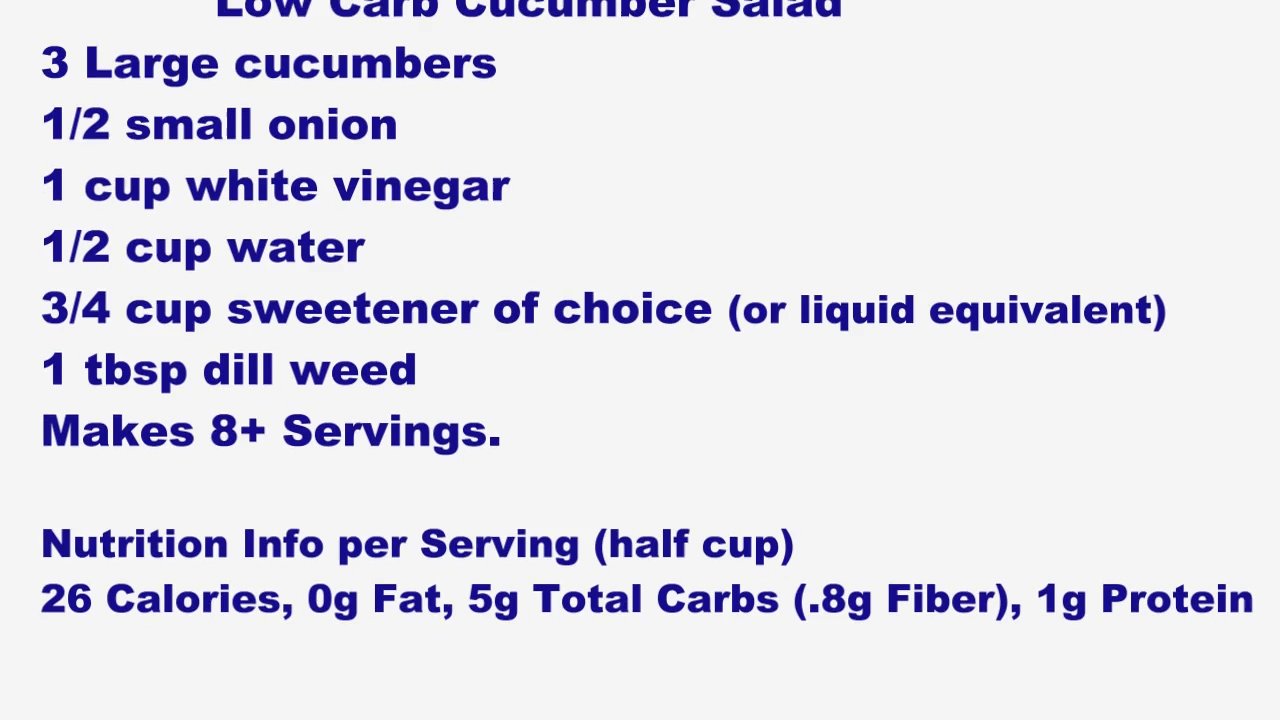 Low Carb Cucumber Salad
3 Large cucumbers
1/2 small onion
1 cup white vinegar
1/2 cup water
3/4 cup sweetener of choice (or liquid equivalent)
1 tbsp dill weed
Makes 8+ Servings.
Nutrition Info per Serving (half cup)
26 Calories, 0g Fat, 5g Total Carbs (.8g Fiber), 1g Protein